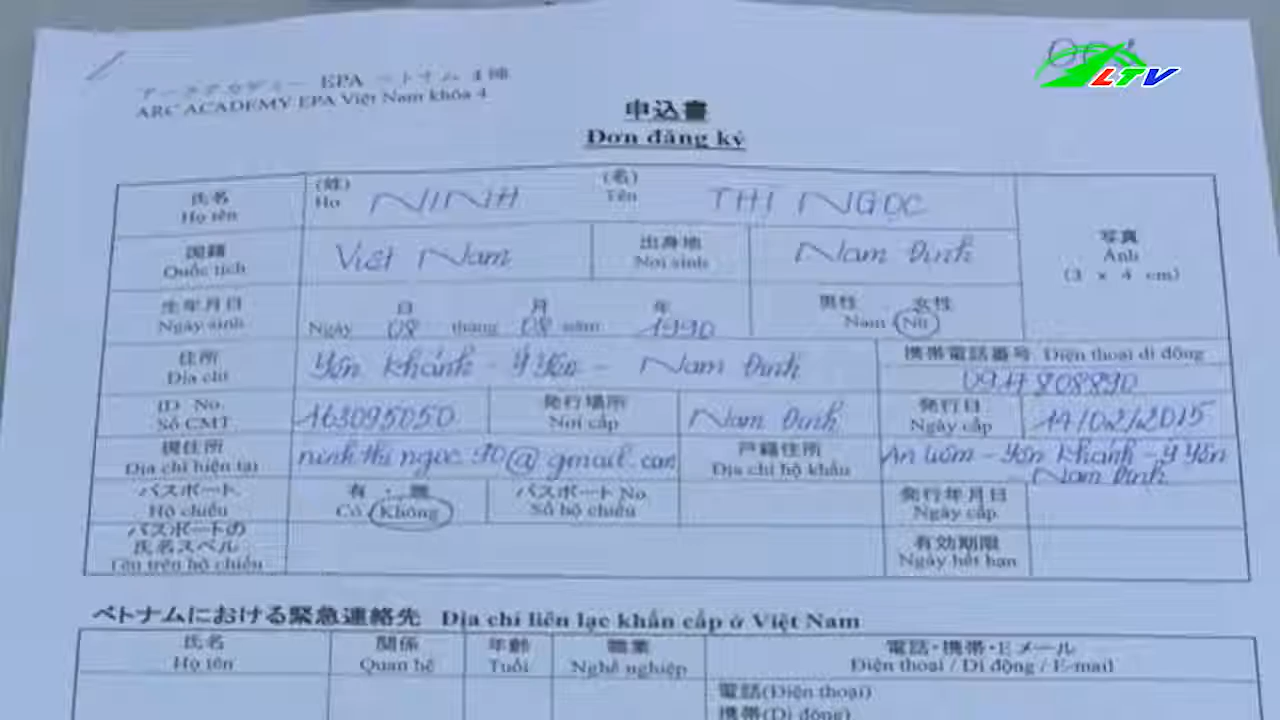 アークアカデミー EPA ベトナム 4 陣
ARC ACADEMY EPA Việt Nam khóa 4
LTV
申込書
Đơn đăng ký
氏名 Họ tên (姓) Họ NINH (名) Tên THỊ NGỌC
国籍 Quốc tịch Việt Nam 出身地 Nơi sinh Nam Định
写真 Ảnh (3 x 4 cm)
生年月日 Ngày sinh 日 月 年 Ngày 08 tháng 08 năm 1990 男性 女性 Nam Nữ
住所 Địa chỉ Yên Khánh - Ý Yên - Nam Định 携帯電話番号 Điện thoại di động
ID No. Số CMT 163095050 発行場所 Nơi cấp Nam Định 発行日 Ngày cấp 14/02/2015
現住所 Địa chỉ hiện tại ninh thi ngoc 90@gmail.com 戸籍住所 Địa chỉ hộ khẩu Yên Khánh - Ý Yên - Nam Định
パスポート Hộ chiếu 有・無 Có Không パスポート No. Số hộ chiếu 発行年月日 Ngày cấp
パスポートの氏名スペル Tên trên hộ chiếu 有効期限 Ngày hết hạn
ベトナムにおける緊急連絡先 Địa chỉ liên lạc khẩn cấp ở Việt Nam
氏名 関係 年齢 職業 電話・携帯・Eメール
Họ tên Quan hệ Tuổi Nghề nghiệp Điện thoại / Di động / E-mail
電話(Điện thoại)
携帯(Di động)